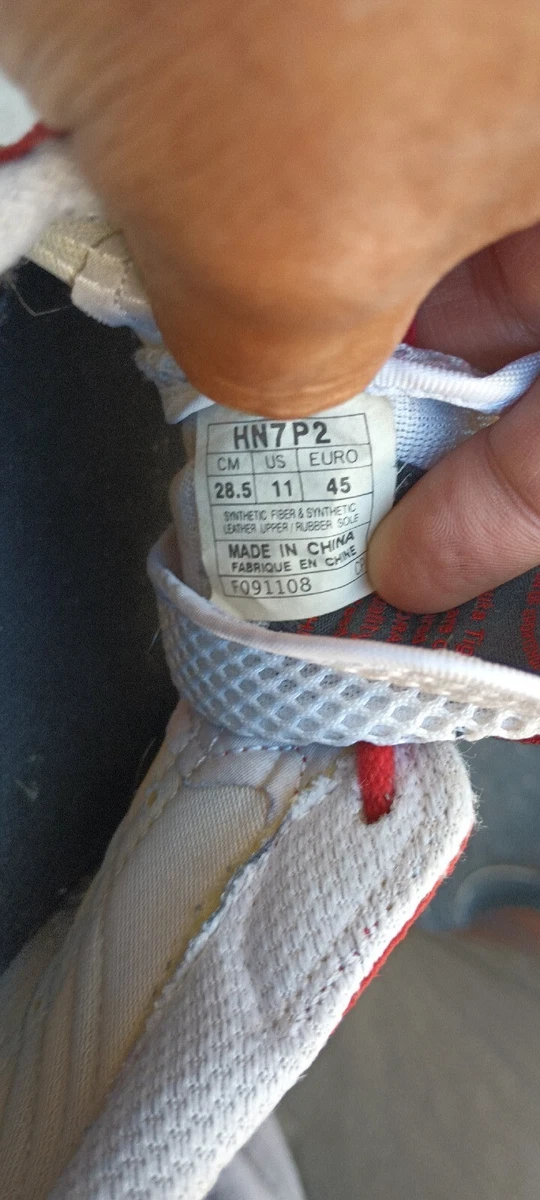 HN7P2
CM US EURO
28.5 11 45
SYNTHETIC FIBER & SYNTHETIC
LEATHER UPPER / RUBBER SOLE
MADE IN CHINA
FABRIQUE EN CHINE
FQ91108